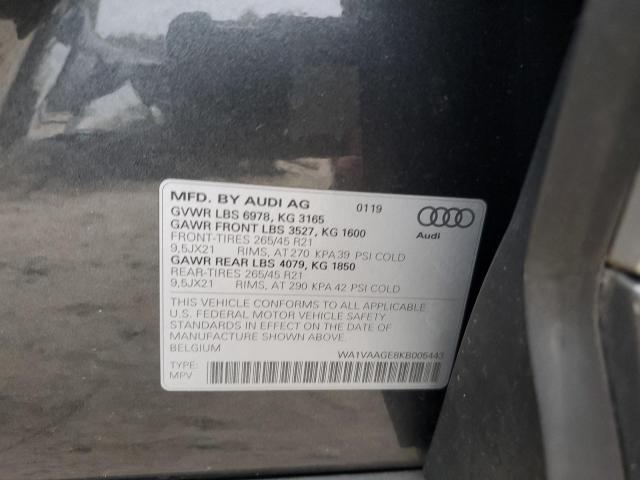 MFD. BY AUDI AG 0119
GVWR LBS 6978, KG 3165
GAWR FRONT LBS 3527, KG 1600
FRONT-TIRES 265/45 R21
9,5JX21 RIMS, AT 270 KPA 39 PSI COLD
GAWR REAR LBS 4079, KG 1850
REAR-TIRES 265/45 R21
9,5JX21 RIMS, AT 290 KPA 42 PSI COLD
Audi
THIS VEHICLE CONFORMS TO ALL APPLICABLE
U.S. FEDERAL MOTOR VEHICLE SAFETY
STANDARDS IN EFFECT ON THE DATE OF
MANUFACTURE SHOWN ABOVE.
BELGIUM
WA1VAAGE8KB005443
TYPE:
MPV